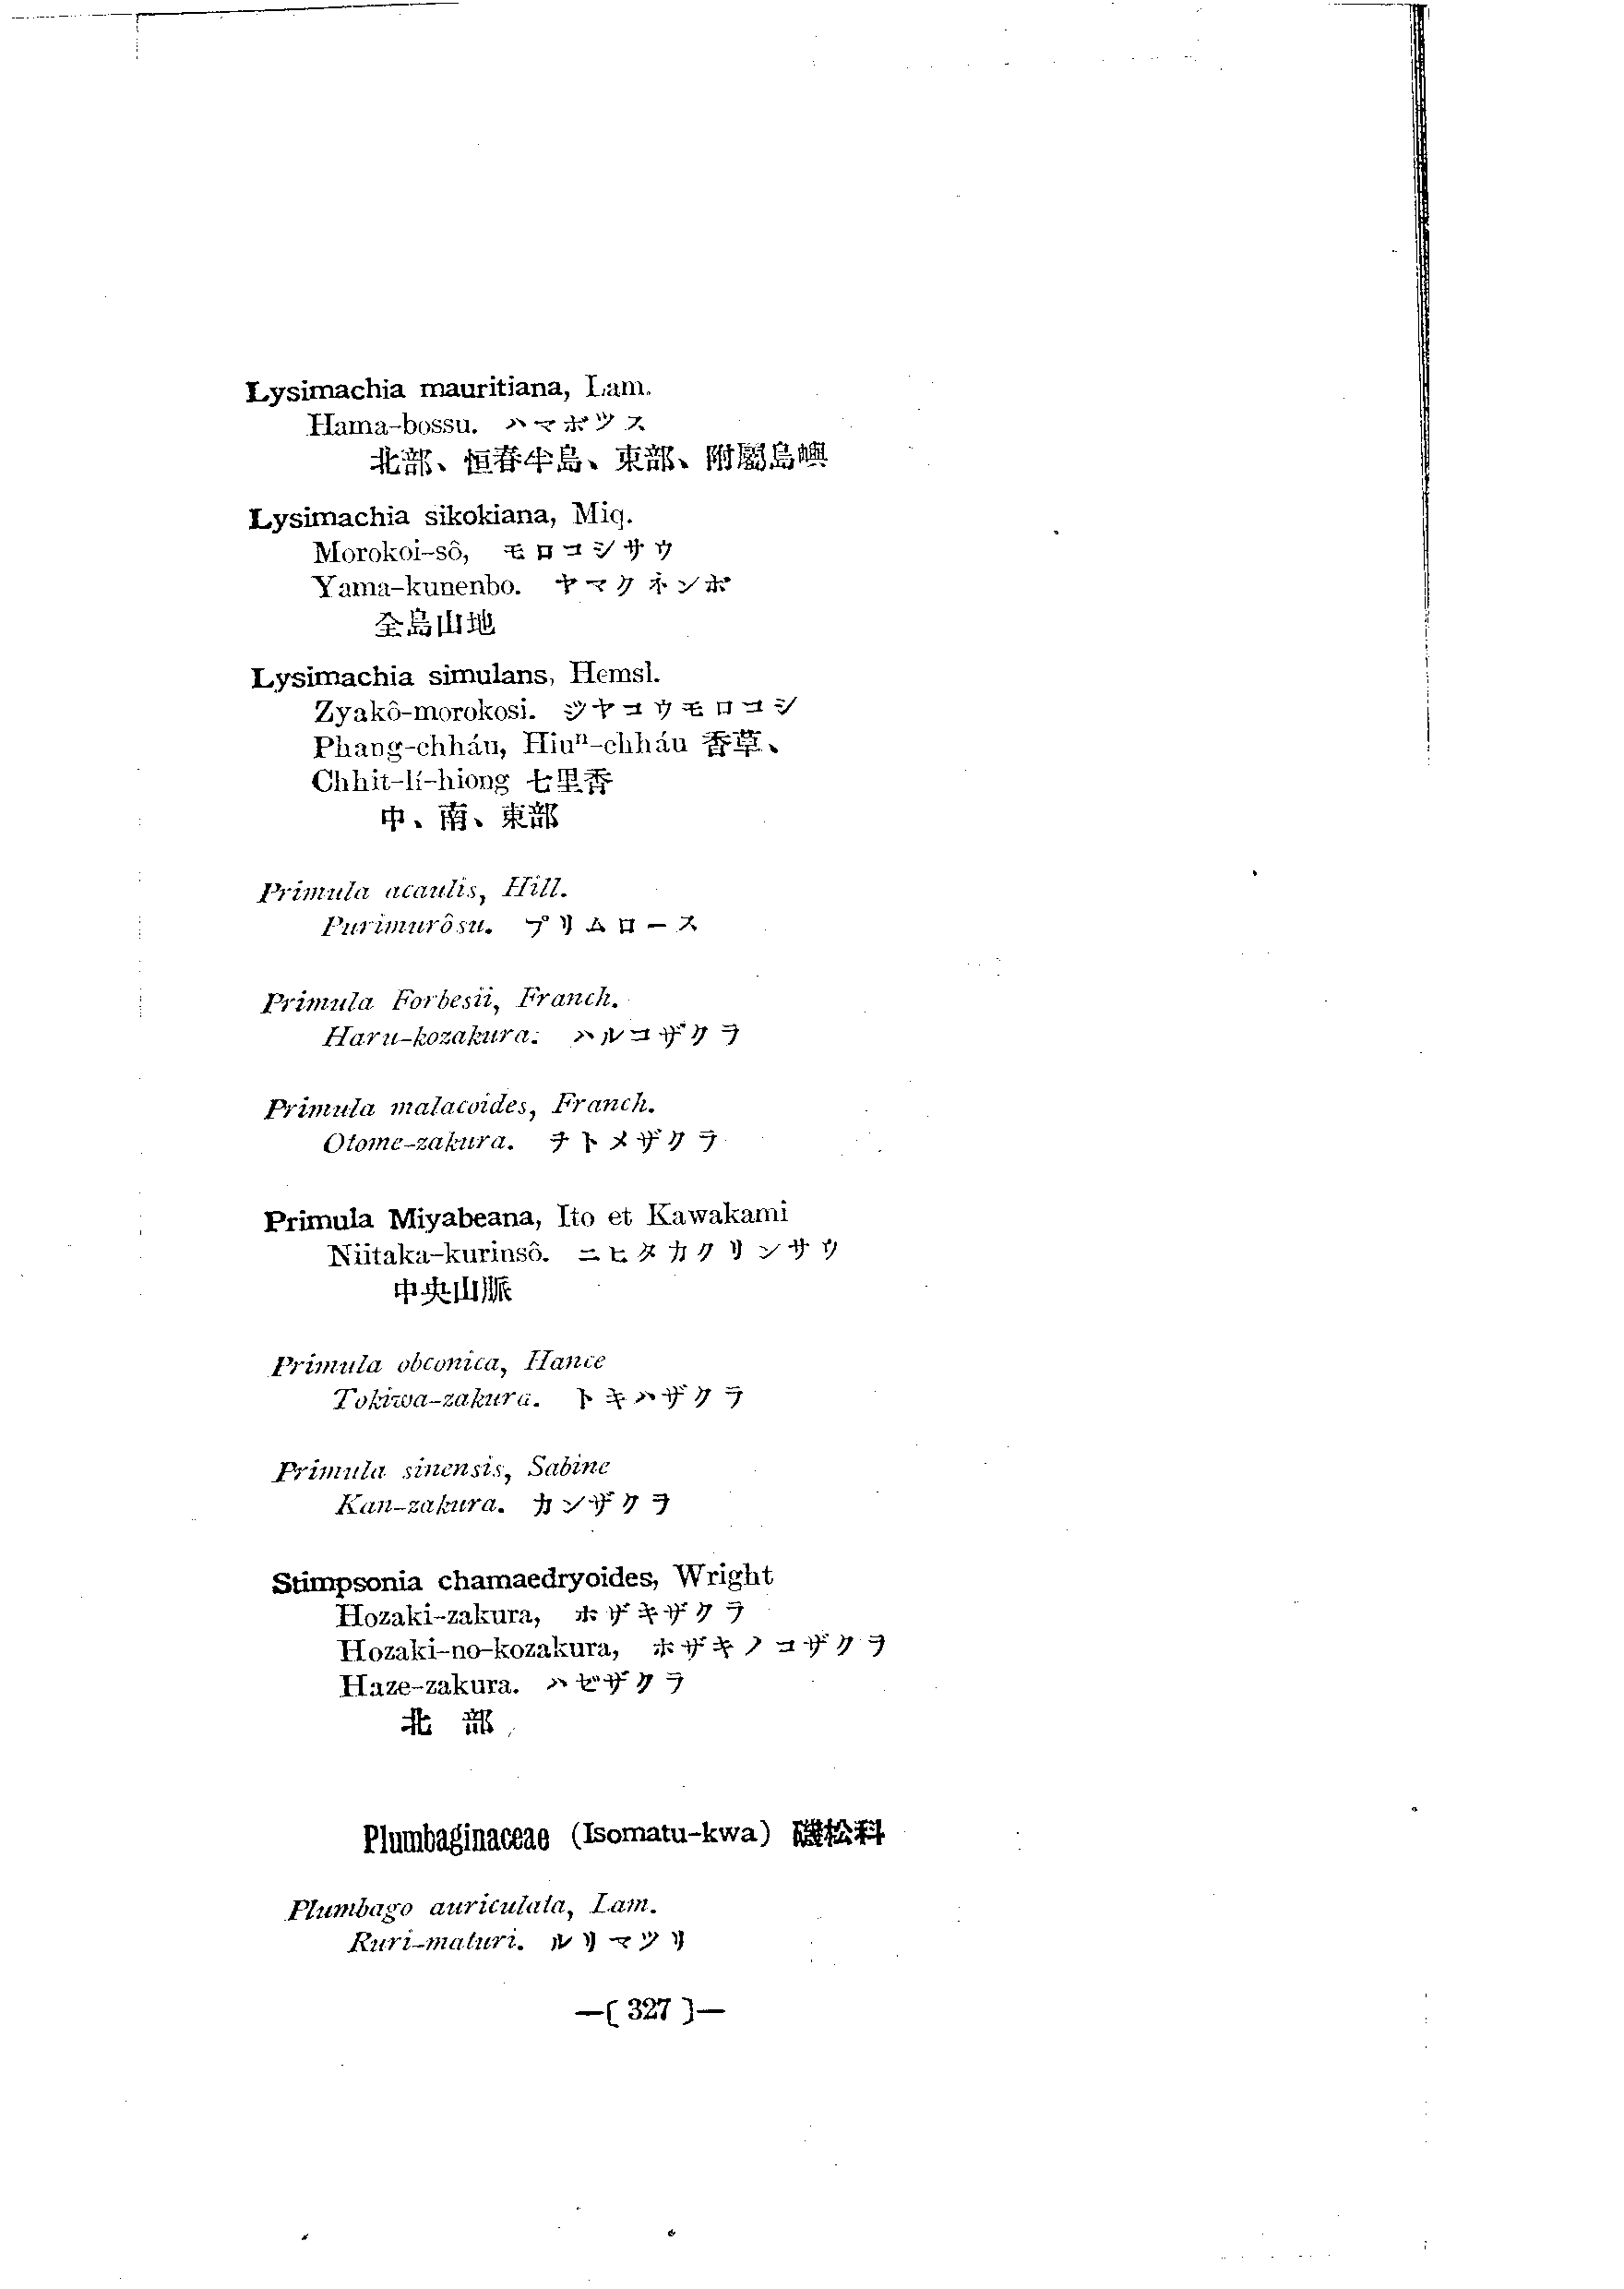 Lysimachia mauritiana, Lam.
Hama-bossu. ハマボツス
北部、恒春半島、東部、附屬島嶼
Lysimachia sikokiana, Miq.
Morokoi-sô, モロコシサウ
Yama-kunenbo. ヤマクネンボ
全島山地
Lysimachia simulans, Hemsl.
Zyakô-morokosi. ジヤコウモロコシ
Phang-chháu, Hiuⁿ-chháu 香草、
Chhit-lí-hiong 七里香
中、南、東部
Primula acaulis, Hill.
Purimurôsu. プリムロース
Primula Forbesii, Franch.
Haru-kozakura. ハルコザクラ
Primula malacoides, Franch.
Otome-zakura. ヲトメザクラ
Primula Miyabeana, Ito et Kawakami
Niitaka-kurinsô. ニヒタカクリンサウ
中央山脈
Primula obconica, Hance
Tokiwa-zakura. トキハザクラ
Primula sinensis, Sabine
Kan-zakura. カンザクラ
Stimpsonia chamaedryoides, Wright
Hozaki-zakura, ホザキザクラ
Hozaki-no-kozakura, ホザキノコザクラ
Haze-zakura. ハゼザクラ
北 部
Plumbaginaceae (Isomatu-kwa) 磯松科
Plumbago auriculata, Lam.
Ruri-maturi. ルリマツリ
—( 327 )—